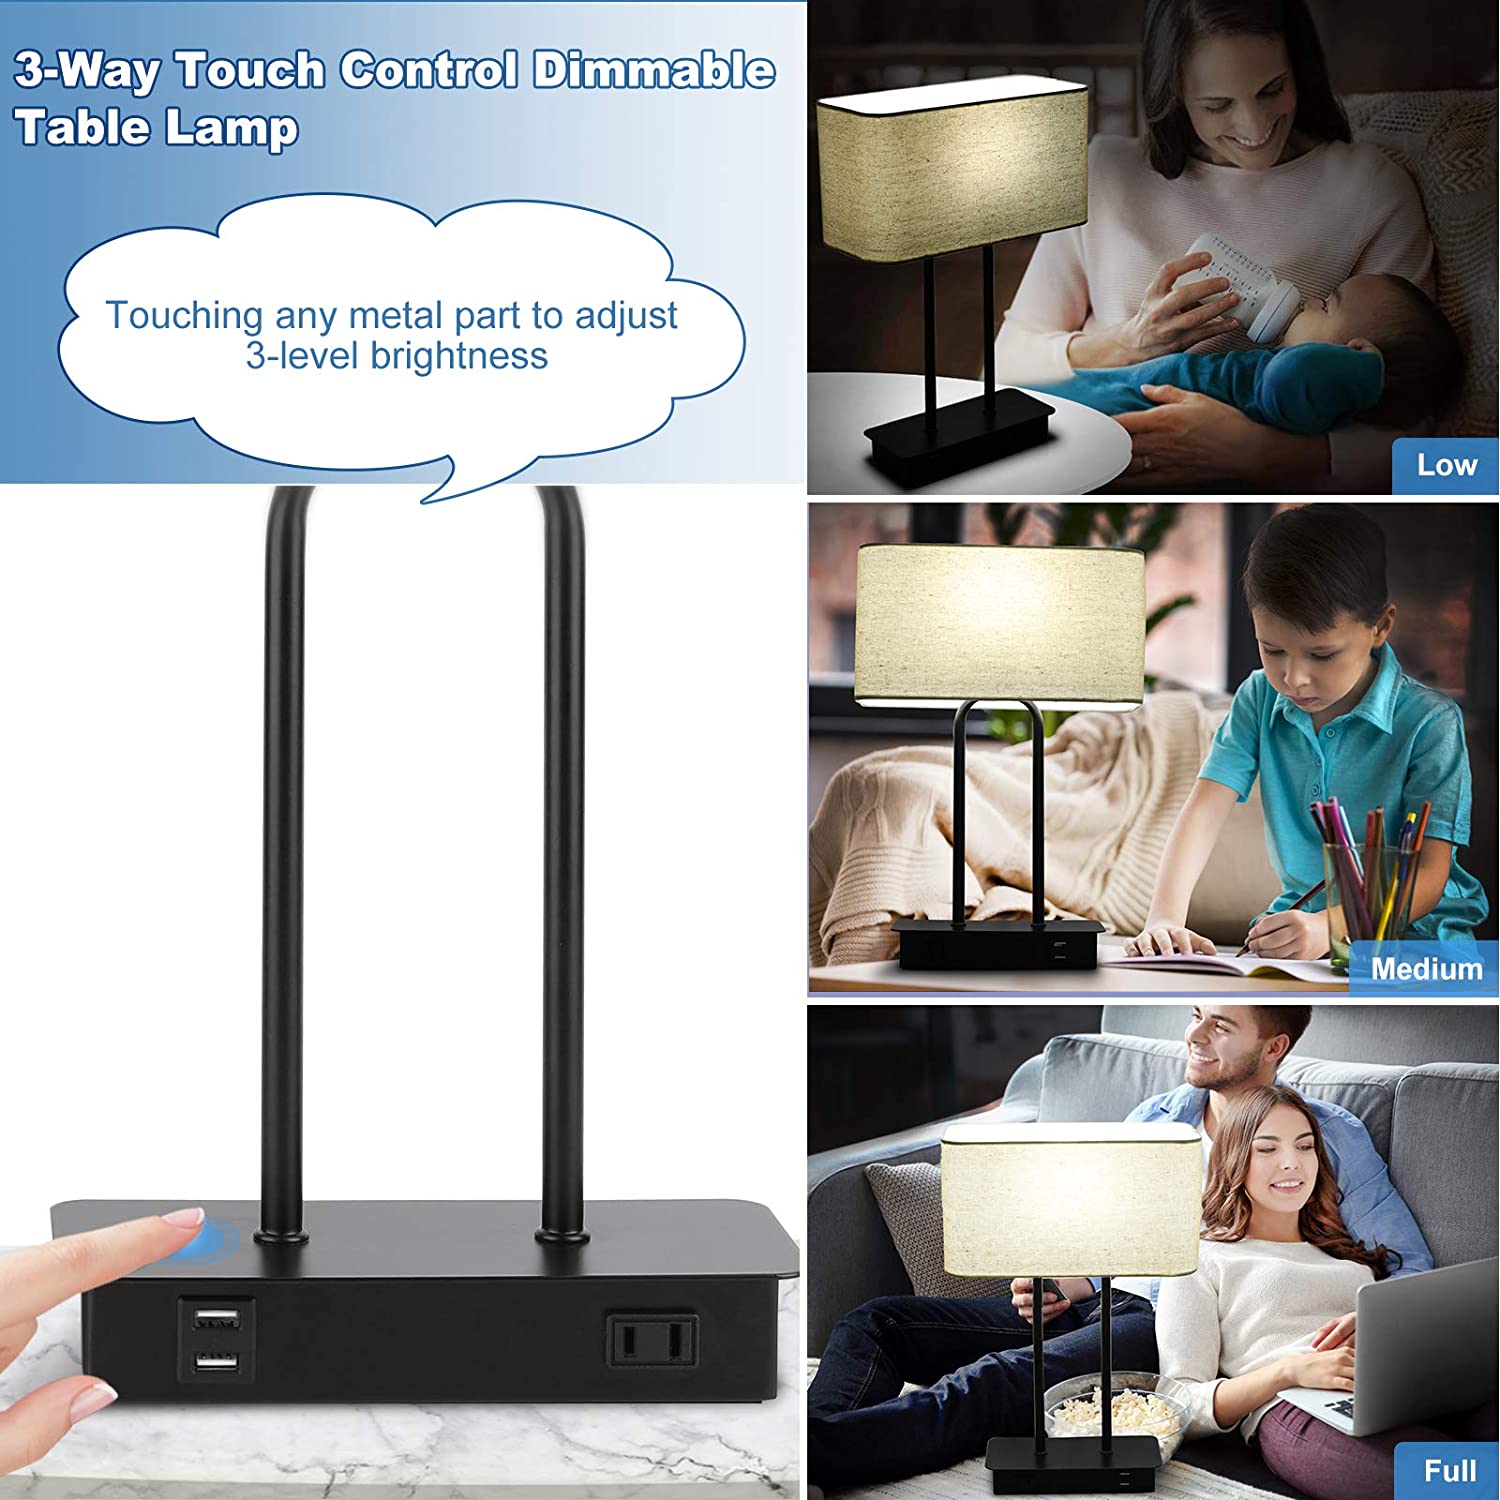 3-Way Touch Control Dimmable
Table Lamp
Touching any metal part to adjust
3-level brightness
Low
Medium
Full